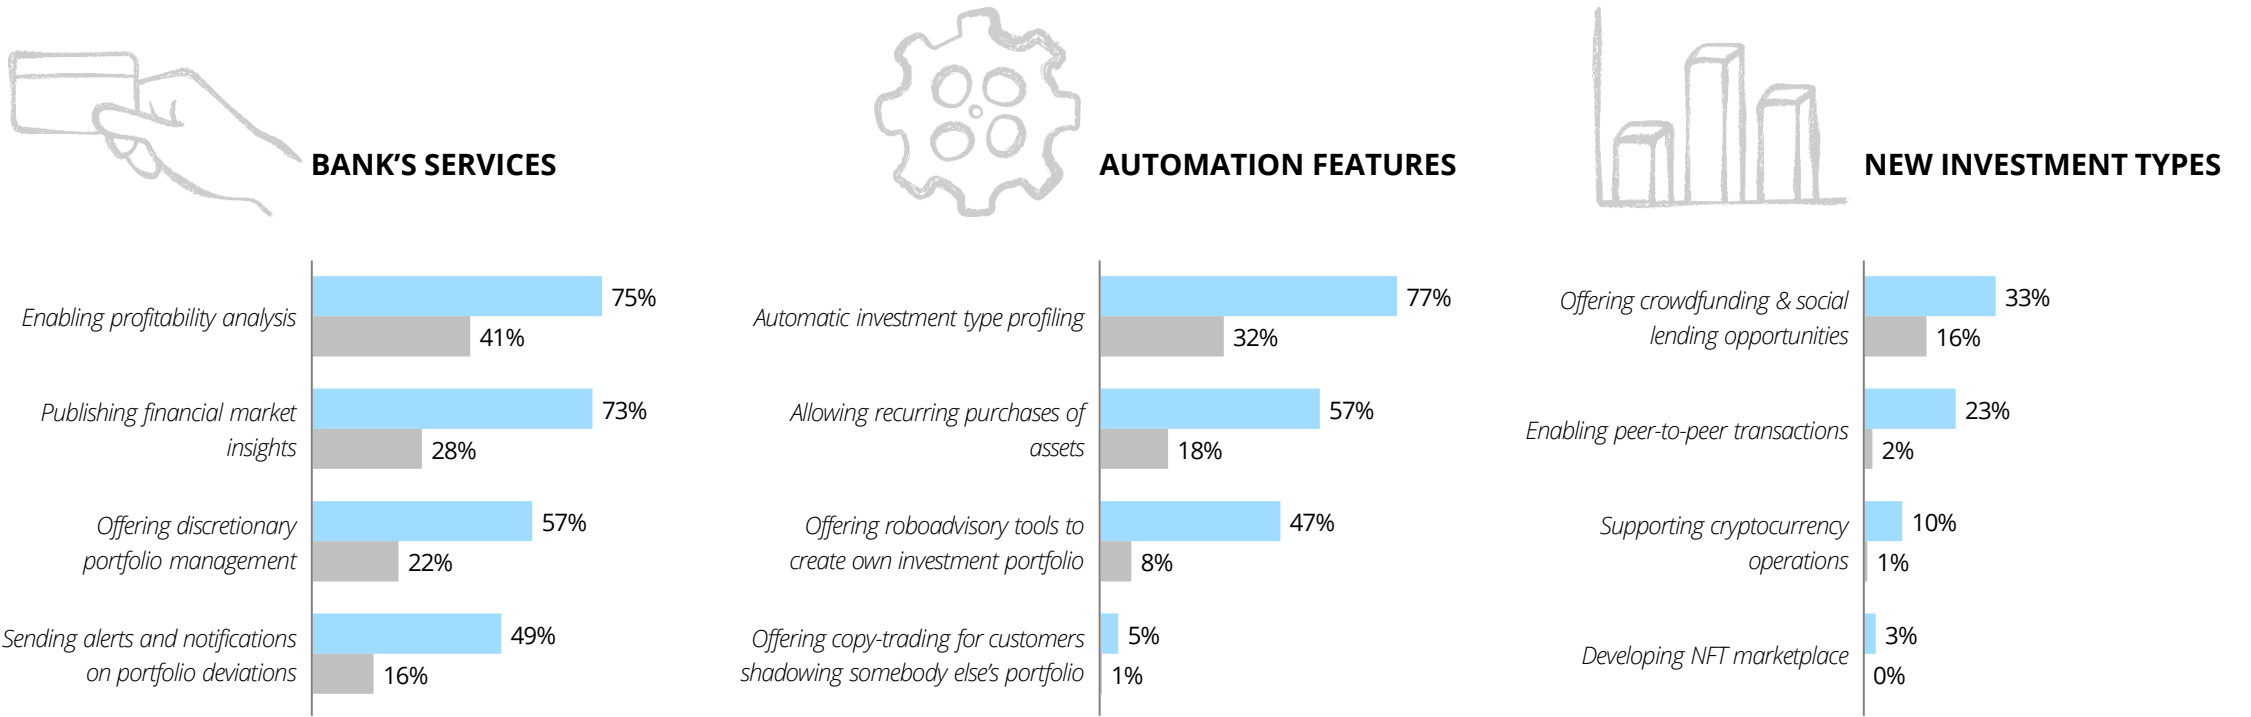 BANK’S SERVICES
Enabling profitability analysis
75%
41%
Publishing financial market
insights
73%
28%
Offering discretionary
portfolio management
57%
22%
Sending alerts and notifications
on portfolio deviations
49%
16%
AUTOMATION FEATURES
Automatic investment type profiling
77%
32%
Allowing recurring purchases of
assets
57%
18%
Offering roboadvisory tools to
create own investment portfolio
47%
8%
Offering copy-trading for customers
shadowing somebody else’s portfolio
5%
1%
NEW INVESTMENT TYPES
Offering crowdfunding & social
lending opportunities
33%
16%
Enabling peer-to-peer transactions
23%
2%
Supporting cryptocurrency
operations
10%
1%
Developing NFT marketplace
3%
0%